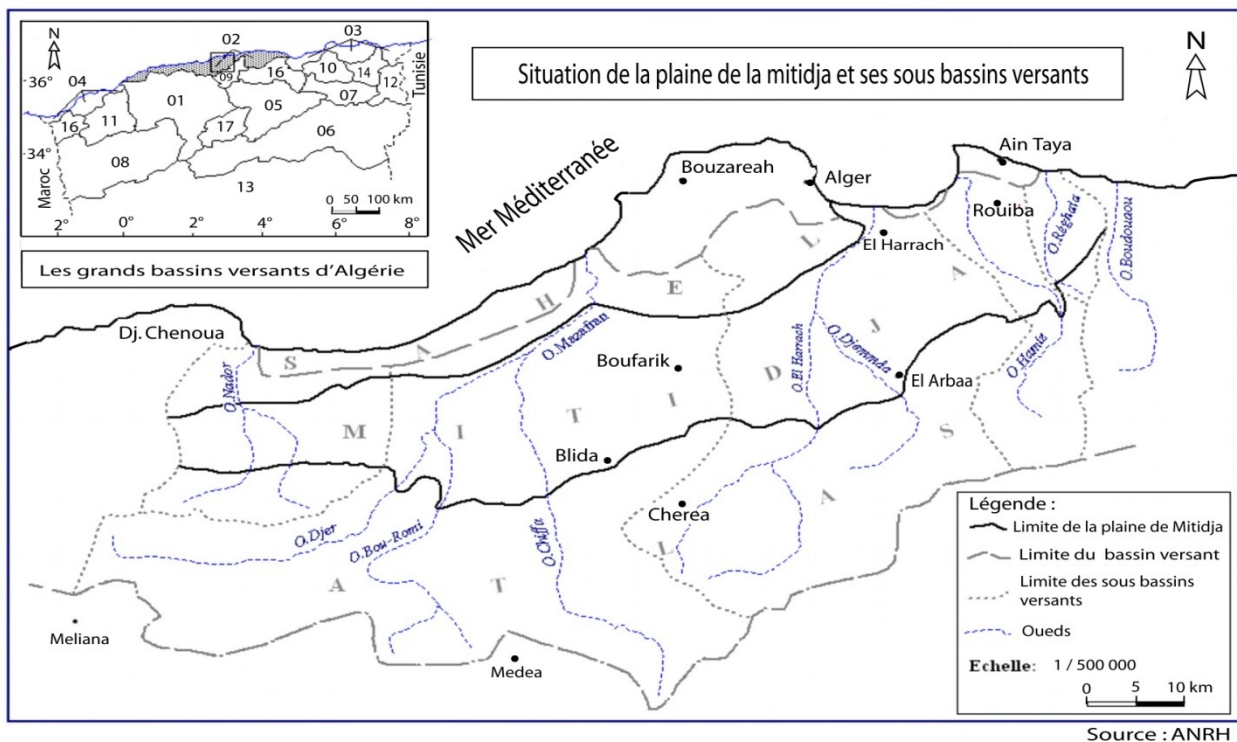 N
02
03
36°
04
16
10
14
12
Tunisie
09
01
05
07
16
11
17
06
34°
08
13
Maroc
0 50 100 km
2° 0° 2° 4° 6° 8°
Les grands bassins versants d'Algérie
Situation de la plaine de la mitidja et ses sous bassins versants
N
Mer Méditerranée
Bouzareah
Alger
Ain Taya
Rouiba
O.Réghaia
O.Boudouaou
El Harrach
Dj. Chenoua
S A H E L
O.Nador
O.Mazafran
Boufarik
O.El Harrach
O.Djemmda
El Arbaa
O.Hamiz
M I T I D J A
Blida
Cherea
O.Djer
O.Bou-Romi
O.Chiffa
A T L A S
Meliana
Medea
Légende :
Limite de la plaine de Mitidja
Limite du bassin versant
Limite des sous bassins
versants
Oueds
Echelle: 1 / 500 000
0 5 10 km
Source : ANRH